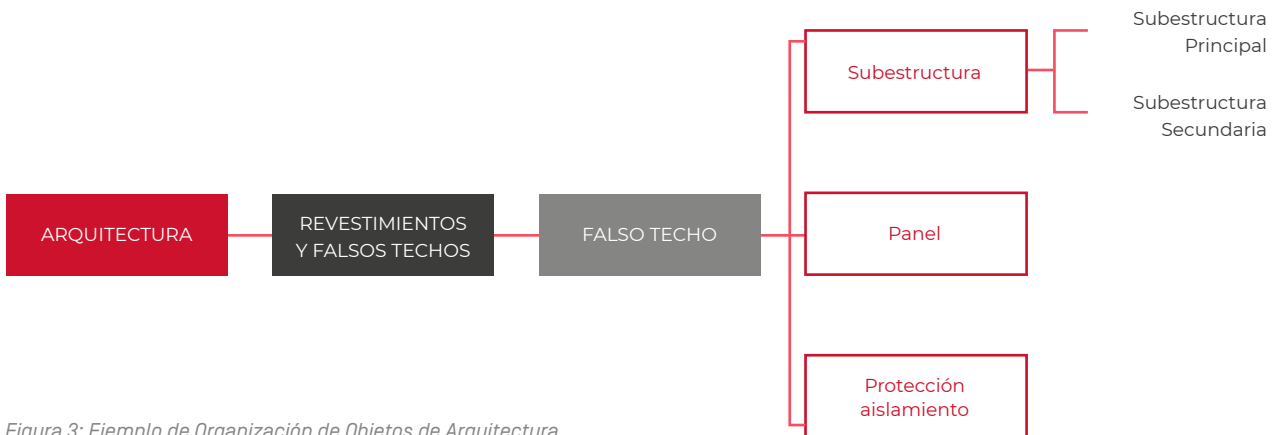 Subestructura
Principal
Subestructura
Subestructura
Secundaria
ARQUITECTURA
REVESTIMIENTOS
Y FALSOS TECHOS
FALSO TECHO
Panel
Protección
aislamiento
Figura 3: Ejemplo de Organización de Objetos de Arquitectura